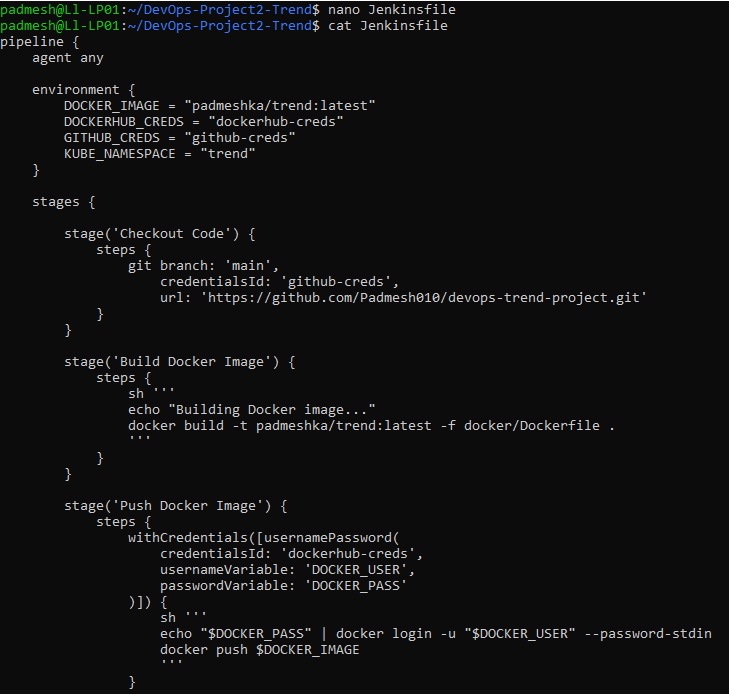 padmesh@Ll-LP01:~/DevOps-Project2-Trend$ nano Jenkinsfile
padmesh@Ll-LP01:~/DevOps-Project2-Trend$ cat Jenkinsfile
pipeline {
    agent any

    environment {
        DOCKER_IMAGE = "padmeshka/trend:latest"
        DOCKERHUB_CREDS = "dockerhub-creds"
        GITHUB_CREDS = "github-creds"
        KUBE_NAMESPACE = "trend"
    }

    stages {

        stage('Checkout Code') {
            steps {
                git branch: 'main',
                    credentialsId: 'github-creds',
                    url: 'https://github.com/Padmesh010/devops-trend-project.git'
            }
        }

        stage('Build Docker Image') {
            steps {
                sh '''
                echo "Building Docker image..."
                docker build -t padmeshka/trend:latest -f docker/Dockerfile .
                '''
            }
        }

        stage('Push Docker Image') {
            steps {
                withCredentials([usernamePassword(
                    credentialsId: 'dockerhub-creds',
                    usernameVariable: 'DOCKER_USER',
                    passwordVariable: 'DOCKER_PASS'
                )]) {
                    sh '''
                    echo "$DOCKER_PASS" | docker login -u "$DOCKER_USER" --password-stdin
                    docker push $DOCKER_IMAGE
                    '''
                }